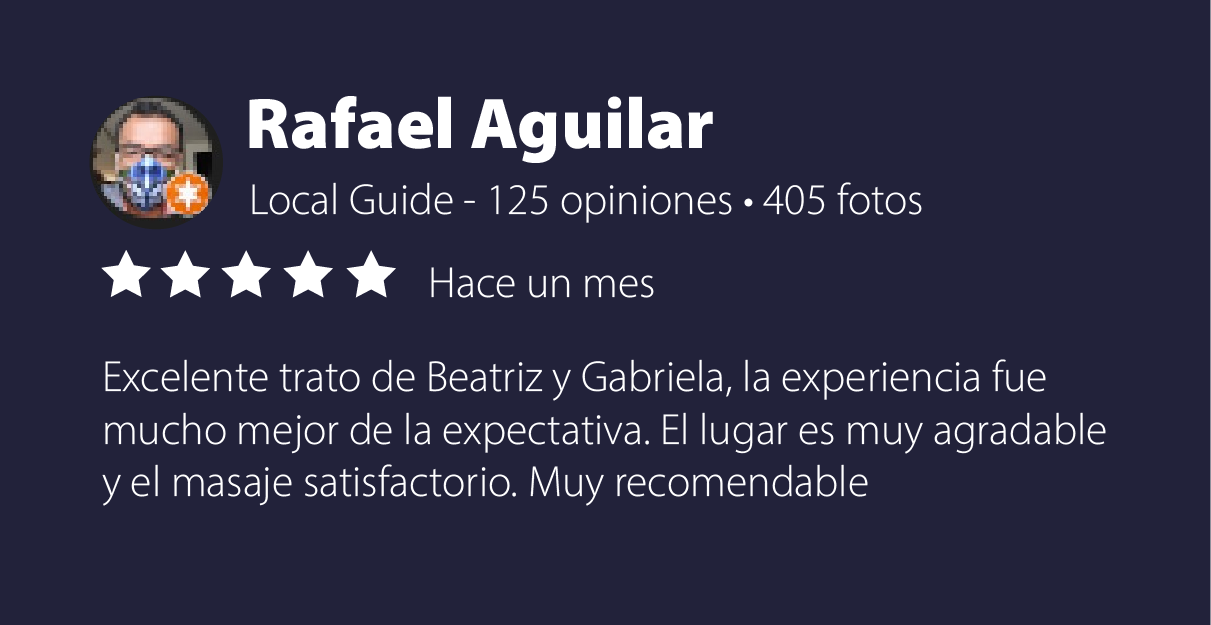 Rafael Aguilar
Local Guide - 125 opiniones • 405 fotos
Hace un mes
Excelente trato de Beatriz y Gabriela, la experiencia fue
mucho mejor de la expectativa. El lugar es muy agradable
y el masaje satisfactorio. Muy recomendable